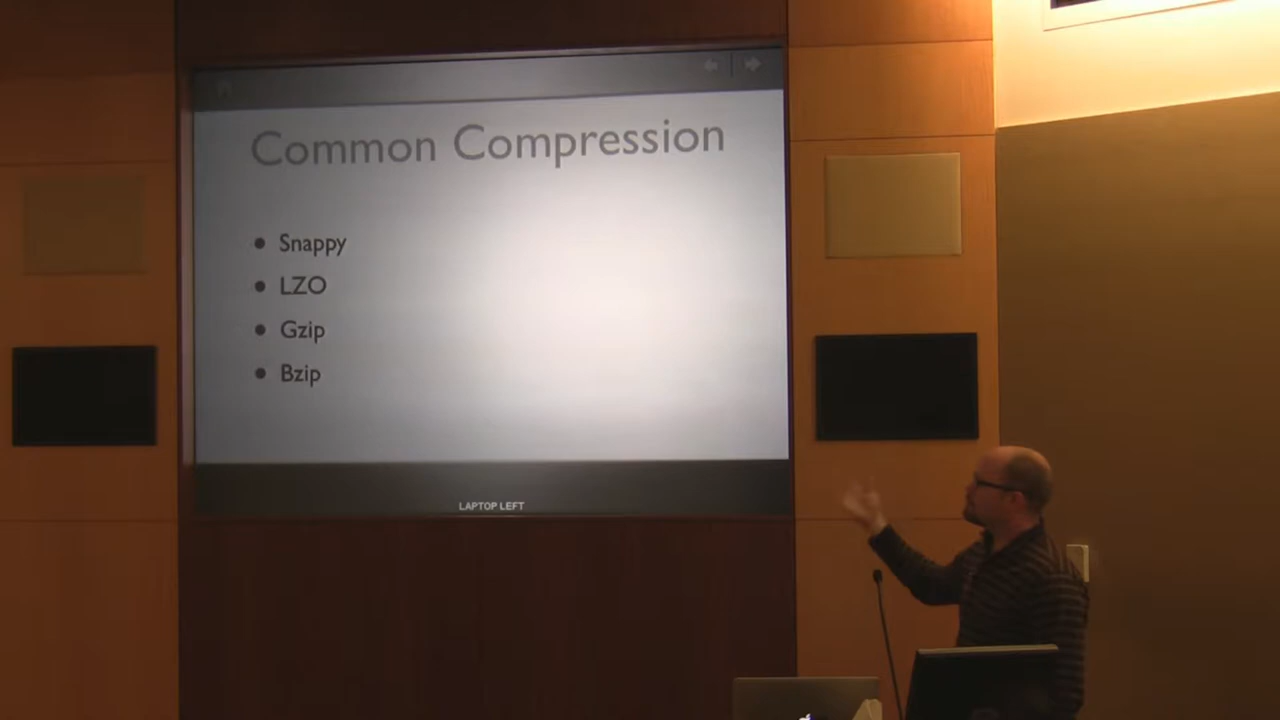 Common Compression
• Snappy
• LZO
• Gzip
• Bzip
LAPTOP LEFT